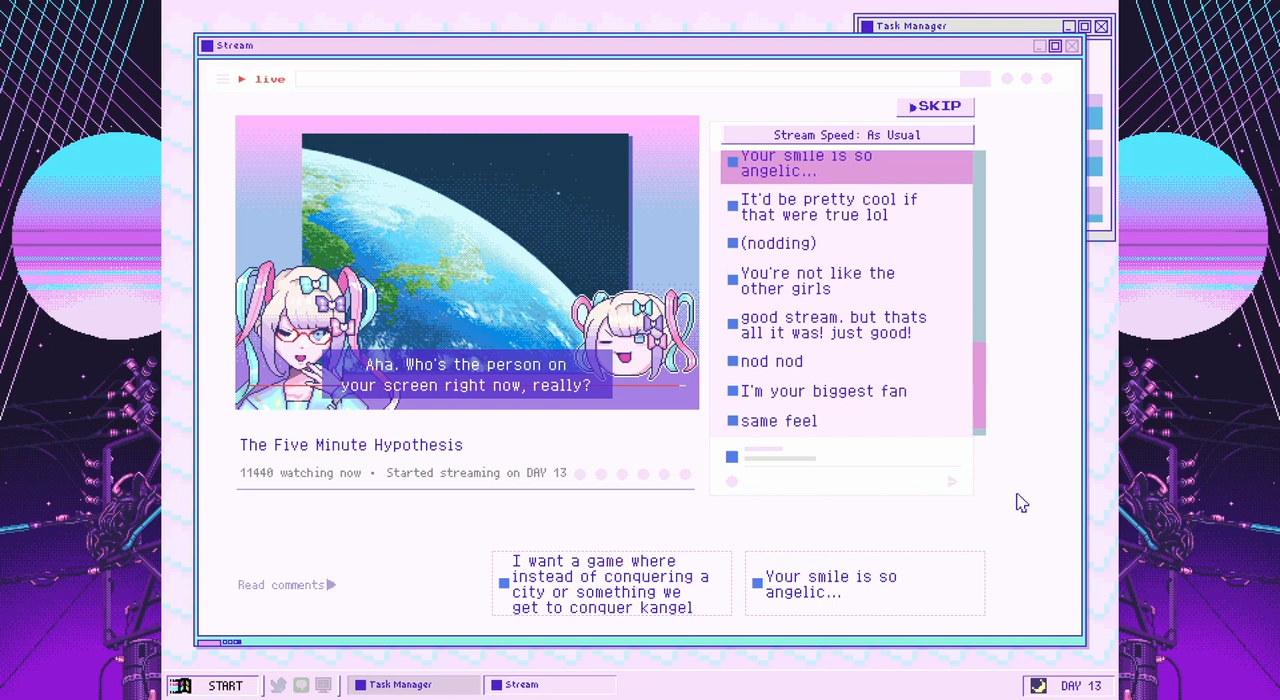 Task Manager
Stream
live
SKIP
Stream Speed: As Usual
Your smile is so
angelic...
It'd be pretty cool if
that were true lol
(nodding)
You're not like the
other girls
good stream. but thats
all it was! just good!
nod nod
I'm your biggest fan
same feel
Aha. Who's the person on
your screen right now, really?
The Five Minute Hypothesis
11440 watching now • Started streaming on DAY 13
Read comments
I want a game where
instead of conquering a
city or something we
get to conquer kangel
Your smile is so
angelic...
START
Task Manager
Stream
DAY 13